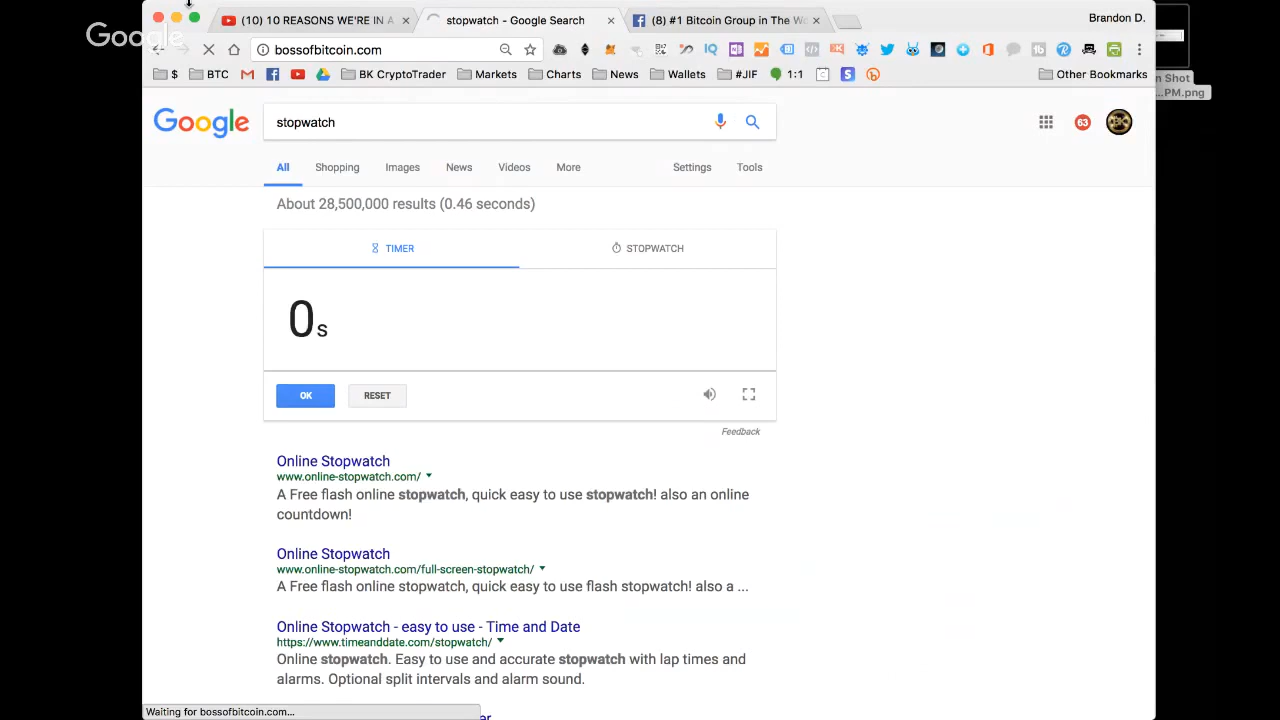 (10) 10 REASONS WE'RE IN A
stopwatch - Google Search
(8) #1 Bitcoin Group in The Wo
Brandon D.
Google
bossofbitcoin.com
$
BTC
BK CryptoTrader
Markets
Charts
News
Wallets
#JIF
1:1
Other Bookmarks
n Shot
...PM.png
Google
stopwatch
63
All
Shopping
Images
News
Videos
More
Settings
Tools
About 28,500,000 results (0.46 seconds)
TIMER
STOPWATCH
0s
OK
RESET
Feedback
Online Stopwatch
www.online-stopwatch.com/
A Free flash online stopwatch, quick easy to use stopwatch! also an online
countdown!
Online Stopwatch
www.online-stopwatch.com/full-screen-stopwatch/
A Free flash online stopwatch, quick easy to use flash stopwatch! also a ...
Online Stopwatch - easy to use - Time and Date
https://www.timeanddate.com/stopwatch/
Online stopwatch. Easy to use and accurate stopwatch with lap times and
alarms. Optional split intervals and alarm sound.
Waiting for bossofbitcoin.com...